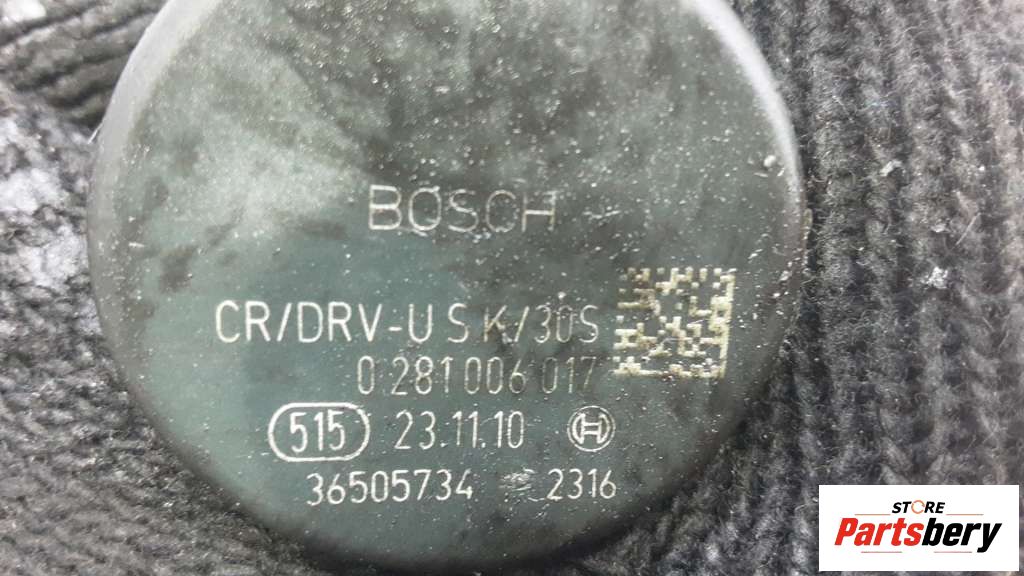 BOSCH
CR/DRV-U S K/30S
0 281 006 017
515 23.11.10 H
36505734 2316
STORE
Partsbery